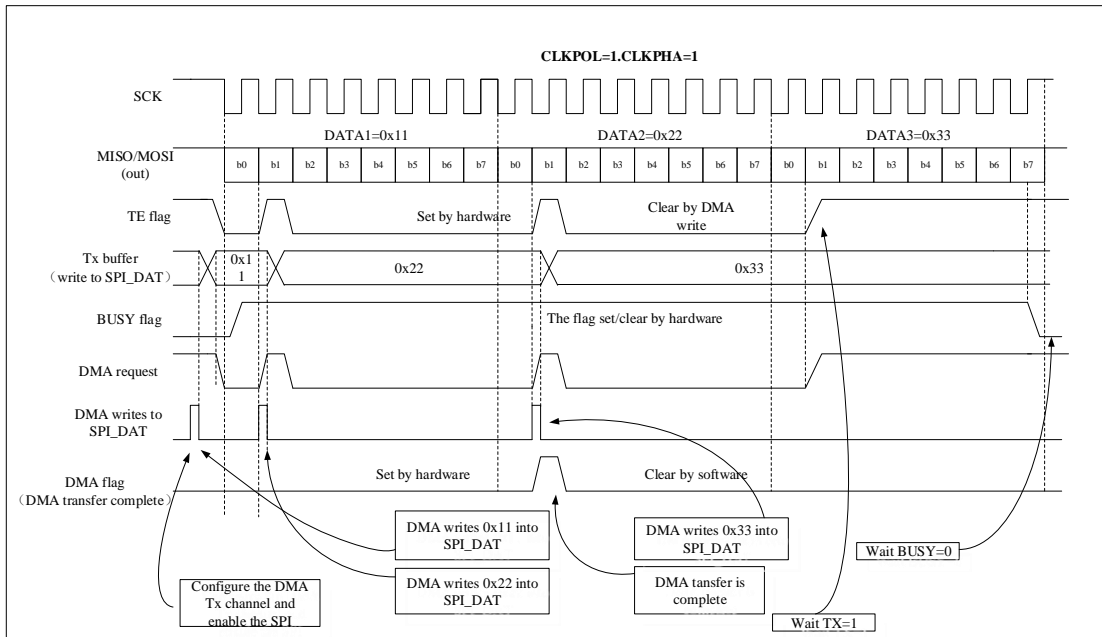 CLKPOL=1.CLKPHA=1
SCK
DATA1=0x11 DATA2=0x22 DATA3=0x33
MISO/MOSI
(out)
b0 b1 b2 b3 b4 b5 b6 b7 b0 b1 b2 b3 b4 b5 b6 b7 b0 b1 b2 b3 b4 b5 b6 b7
TE flag
Set by hardware
Clear by DMA
write
Tx buffer
（write to SPI_DAT）
0x1
1
0x22
0x33
BUSY flag
The flag set/clear by hardware
DMA request
DMA writes to
SPI_DAT
DMA flag
（DMA transfer complete）
Set by hardware
Clear by software
DMA writes 0x11 into
SPI_DAT
DMA writes 0x33 into
SPI_DAT
Wait BUSY=0
Configure the DMA
Tx channel and
enable the SPI
DMA writes 0x22 into
SPI_DAT
DMA tansfer is
complete
Wait TX=1